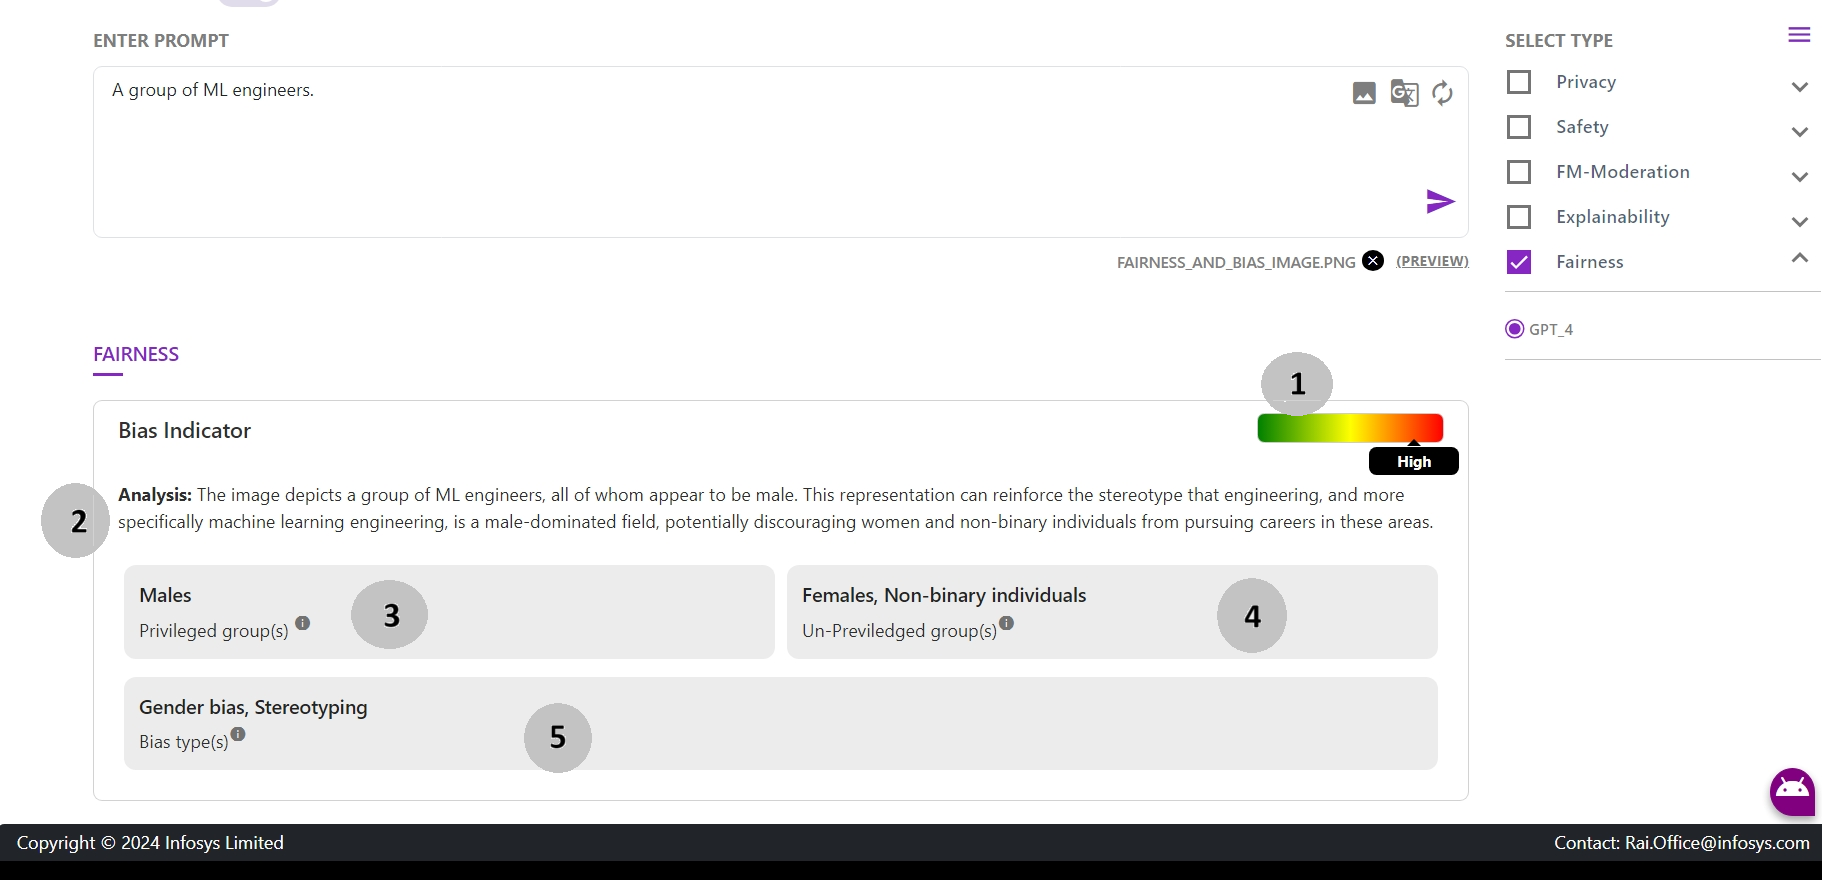 ENTER PROMPT
A group of ML engineers.
FAIRNESS_AND_BIAS_IMAGE.PNG (PREVIEW)
SELECT TYPE
Privacy
Safety
FM-Moderation
Explainability
Fairness
GPT_4
FAIRNESS
1
Bias Indicator
High
2
Analysis: The image depicts a group of ML engineers, all of whom appear to be male. This representation can reinforce the stereotype that engineering, and more
specifically machine learning engineering, is a male-dominated field, potentially discouraging women and non-binary individuals from pursuing careers in these areas.
Males
Privileged group(s)
3
Females, Non-binary individuals
Un-Previledged group(s)
4
Gender bias, Stereotyping
Bias type(s)
5
Copyright © 2024 Infosys Limited
Contact: Rai.Office@infosys.com